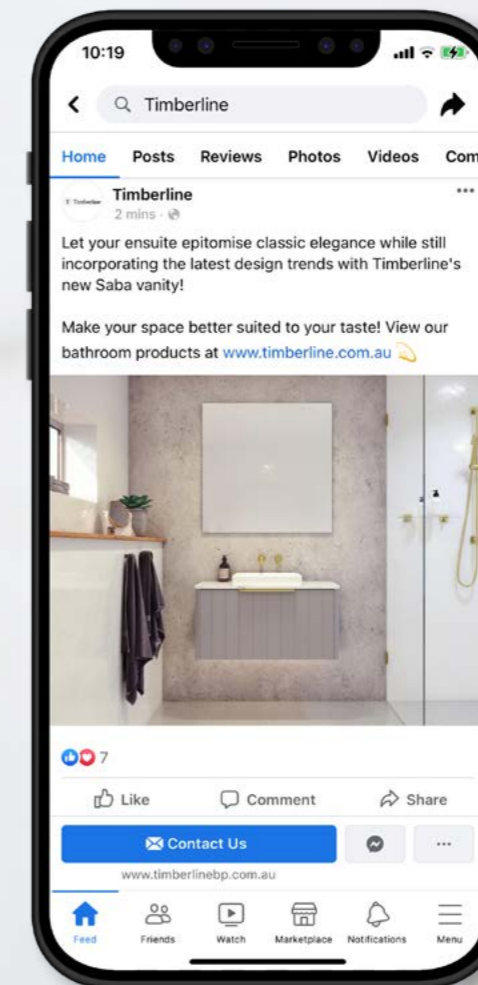 10:19
Timberline
Home Posts Reviews Photos Videos Com
Timberline
Timberline
2 mins ·
Let your ensuite epitomise classic elegance while still
incorporating the latest design trends with Timberline's
new Saba vanity!
Make your space better suited to your taste! View our
bathroom products at www.timberline.com.au
7
Like Comment Share
Contact Us
www.timberlinebp.com.au
Feed Friends Watch Marketplace Notifications Menu